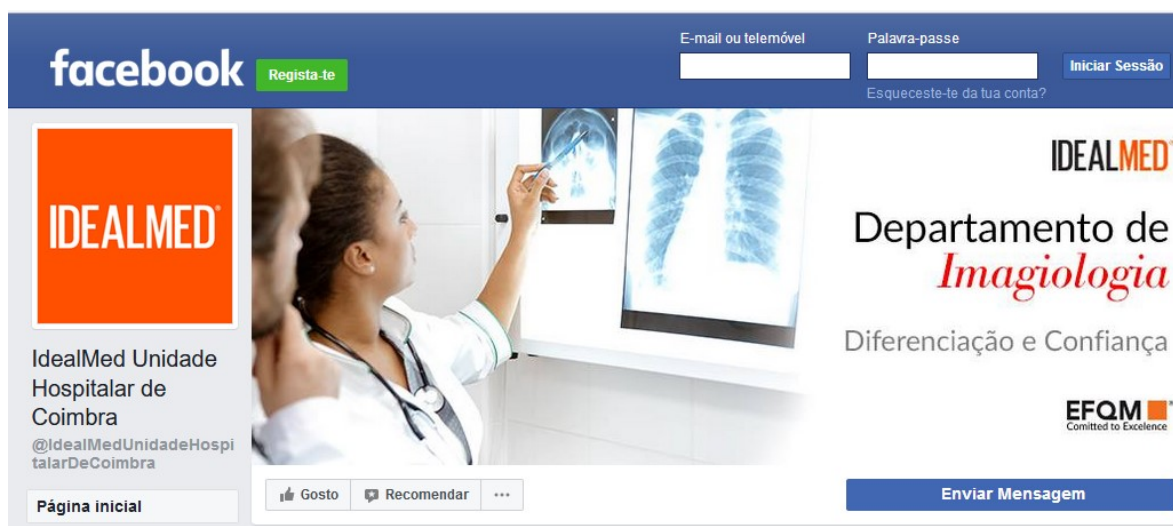 E-mail ou telemóvel
Palavra-passe
facebook
Regista-te
Iniciar Sessão
Esqueceste-te da tua conta?
IDEALMED
IDEALMED
Departamento de
Imagiologia
Diferenciação e Confiança
EFQM
Comitted to Excelence
IdealMed Unidade
Hospitalar de
Coimbra
@IdealMedUnidadeHospi
talarDeCoimbra
Página inicial
Gosto
Recomendar
...
Enviar Mensagem